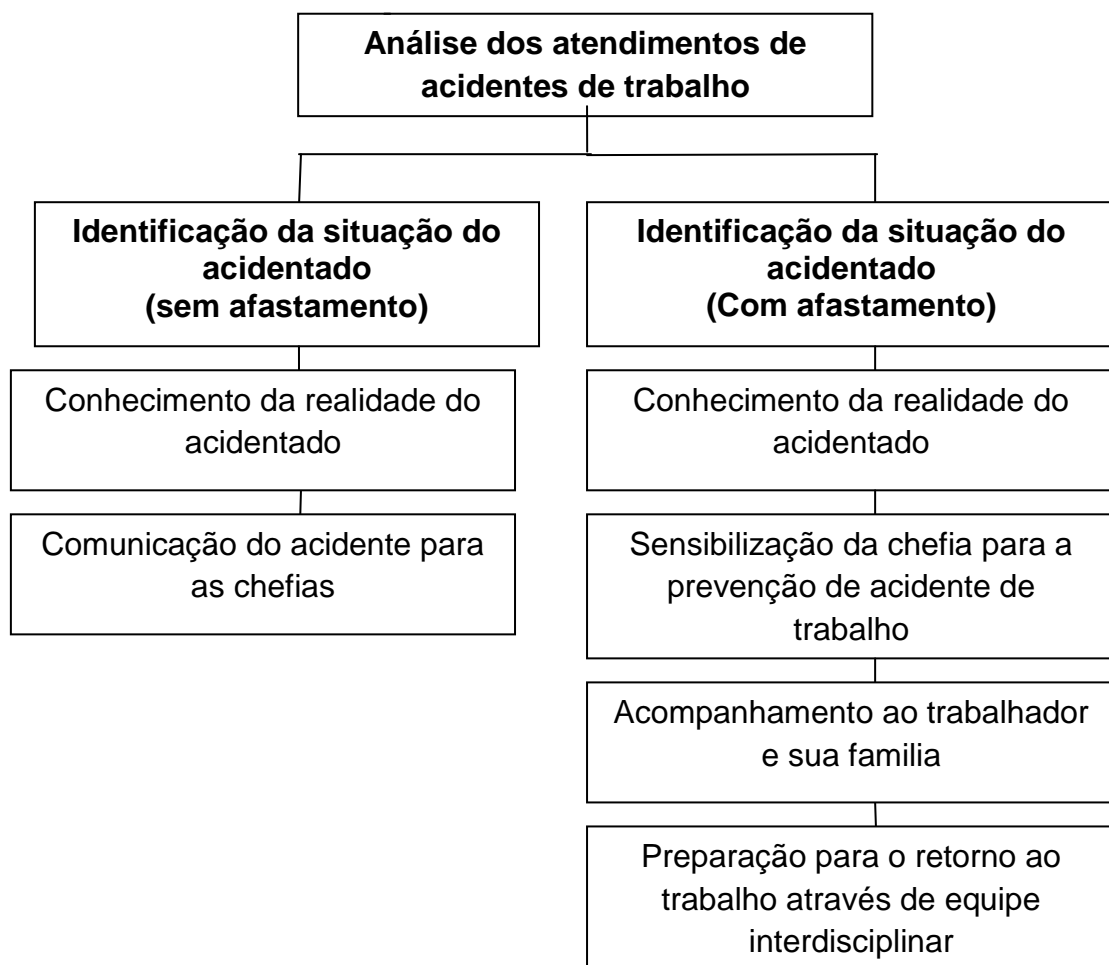 Análise dos atendimentos de
acidentes de trabalho
Identificação da situação do
acidentado
(sem afastamento)
Conhecimento da realidade do
acidentado
Comunicação do acidente para
as chefias
Identificação da situação do
acidentado
(Com afastamento)
Conhecimento da realidade do
acidentado
Sensibilização da chefia para a
prevenção de acidente de
trabalho
Acompanhamento ao trabalhador
e sua familia
Preparação para o retorno ao
trabalho através de equipe
interdisciplinar